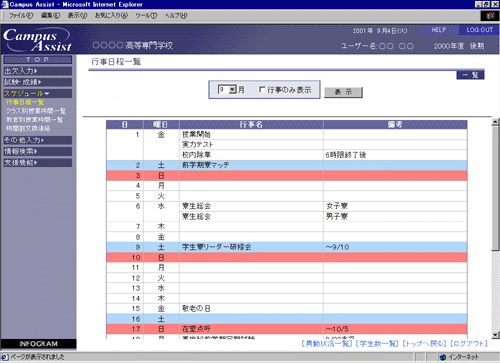 Campus Assist - Microsoft Internet Explorer
ファイル(F) 編集(E) 表示(V) お気に入り(A) ツール(T) ヘルプ(H)
Campus Assist
2001年 9月4日(火) HELP LOG OUT
〇〇〇〇高等専門学校 ユーザー名:〇〇 〇〇 2000年度 後期
TOP
出欠入力
試験・成績
スケジュール
行事日程一覧
クラス別授業時間一覧
教官別授業時間一覧
時間割交換連絡
その他入力
情報検索
支援機能
INFOGRAM
行事日程一覧
一覧
9 月 行事のみ表示 表示
日 曜日 行事名 備考
1 金 授業開始
実力テスト
校内除草 6時限終了後
2 土 前学期寮マッチ
3 日
4 月
5 火
6 水 寮生総会 女子寮
寮生総会 男子寮
7 木
8 金
9 土 学生寮リーダー研修会 ～9/10
10 日
11 月
12 火
13 水
14 木
15 金 敬老の日
16 土
17 日 在室点呼 ～10/5
[異動状況一覧] [学生数一覧] [トップへ戻る] [ログアウト]
ページが表示されました インターネット